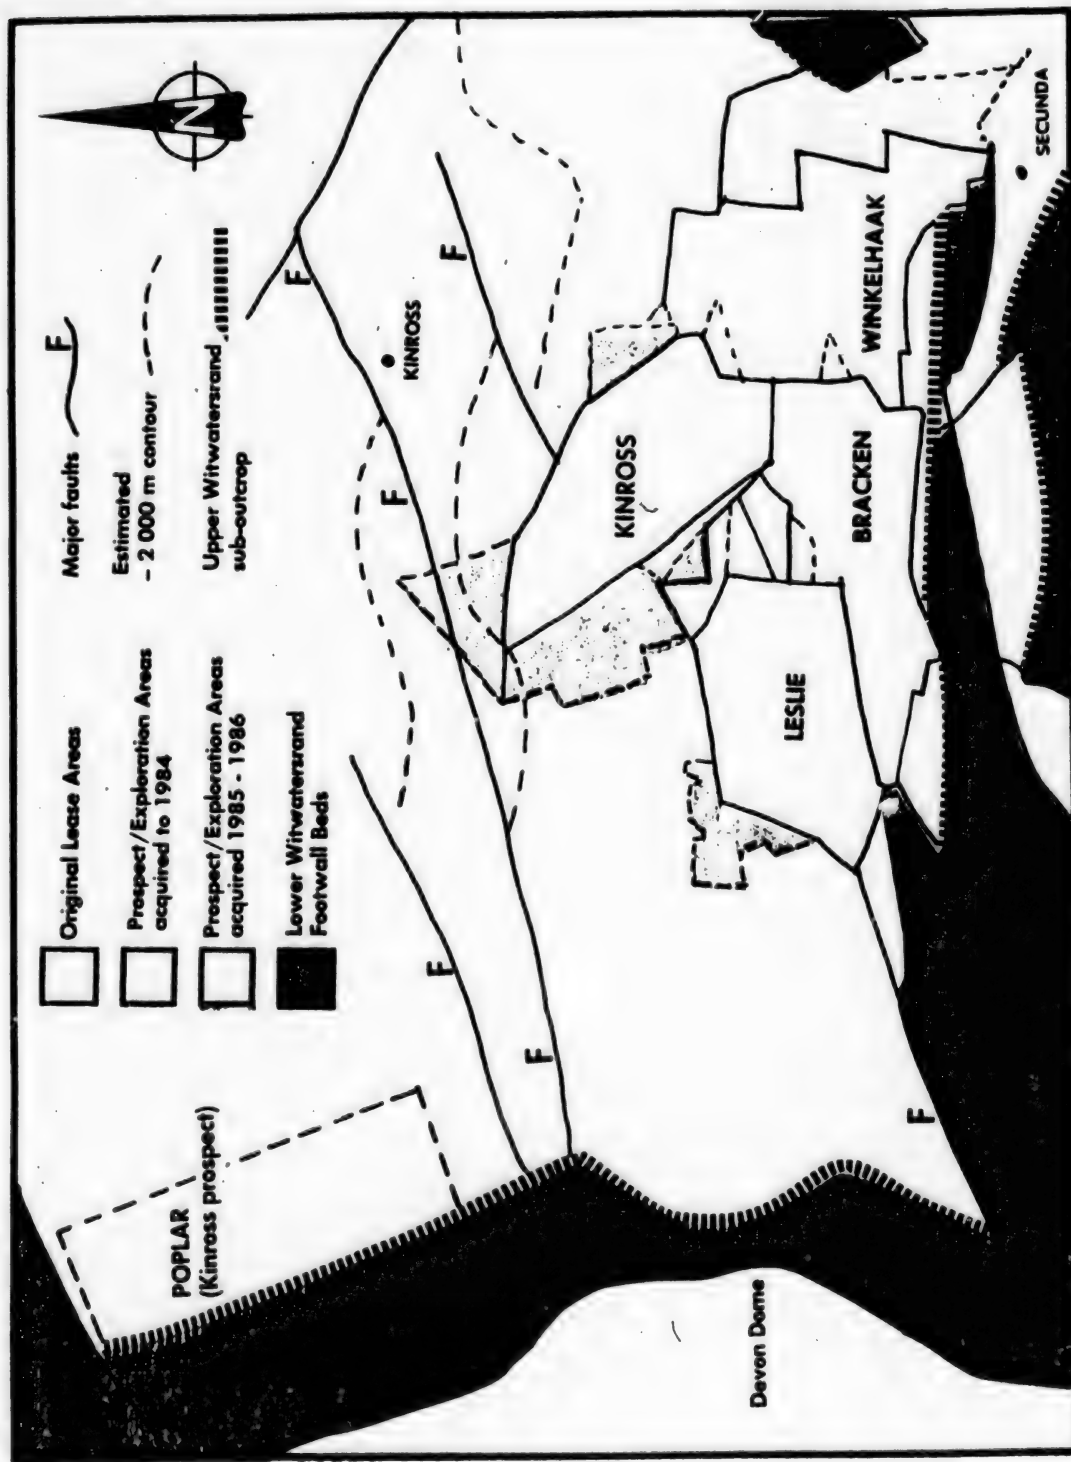 N
Original Lease Areas
Prospect/Exploration Areas
acquired to 1984
Prospect/Exploration Areas
acquired 1985 - 1986
Lower Witwatersrand
Footwall Beds
Major faults
F
Estimated
- 2 000 m contour
Upper Witwatersrand
sub-outcrop
POPLAR
(Kinross prospect)
F
F
F
F
F
F
KINROSS
KINROSS
LESLIE
BRACKEN
WINKELHAAK
SECUNDA
Devon Dome